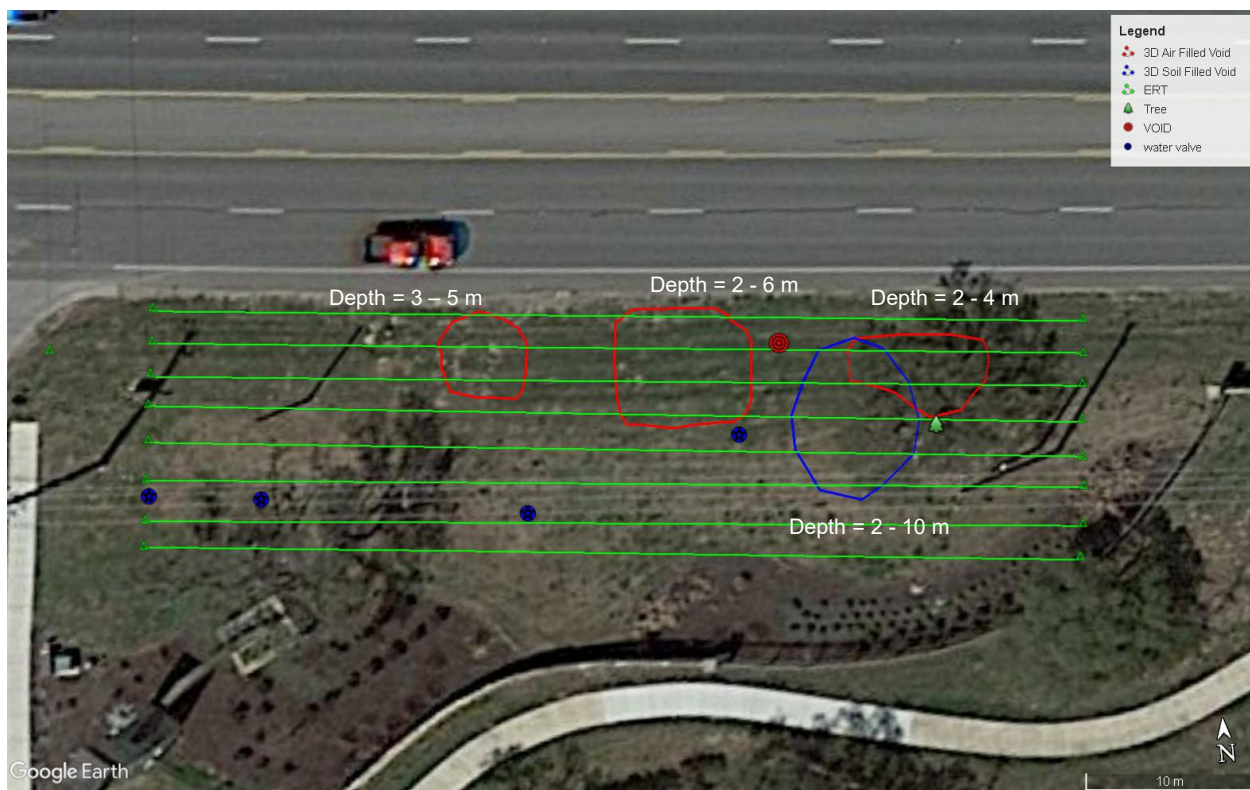 Legend
3D Air Filled Void
3D Soil Filled Void
ERT
Tree
VOID
water valve
Depth = 2 - 6 m
Depth = 3 – 5 m
Depth = 2 - 4 m
Depth = 2 - 10 m
N
Google Earth
10 m